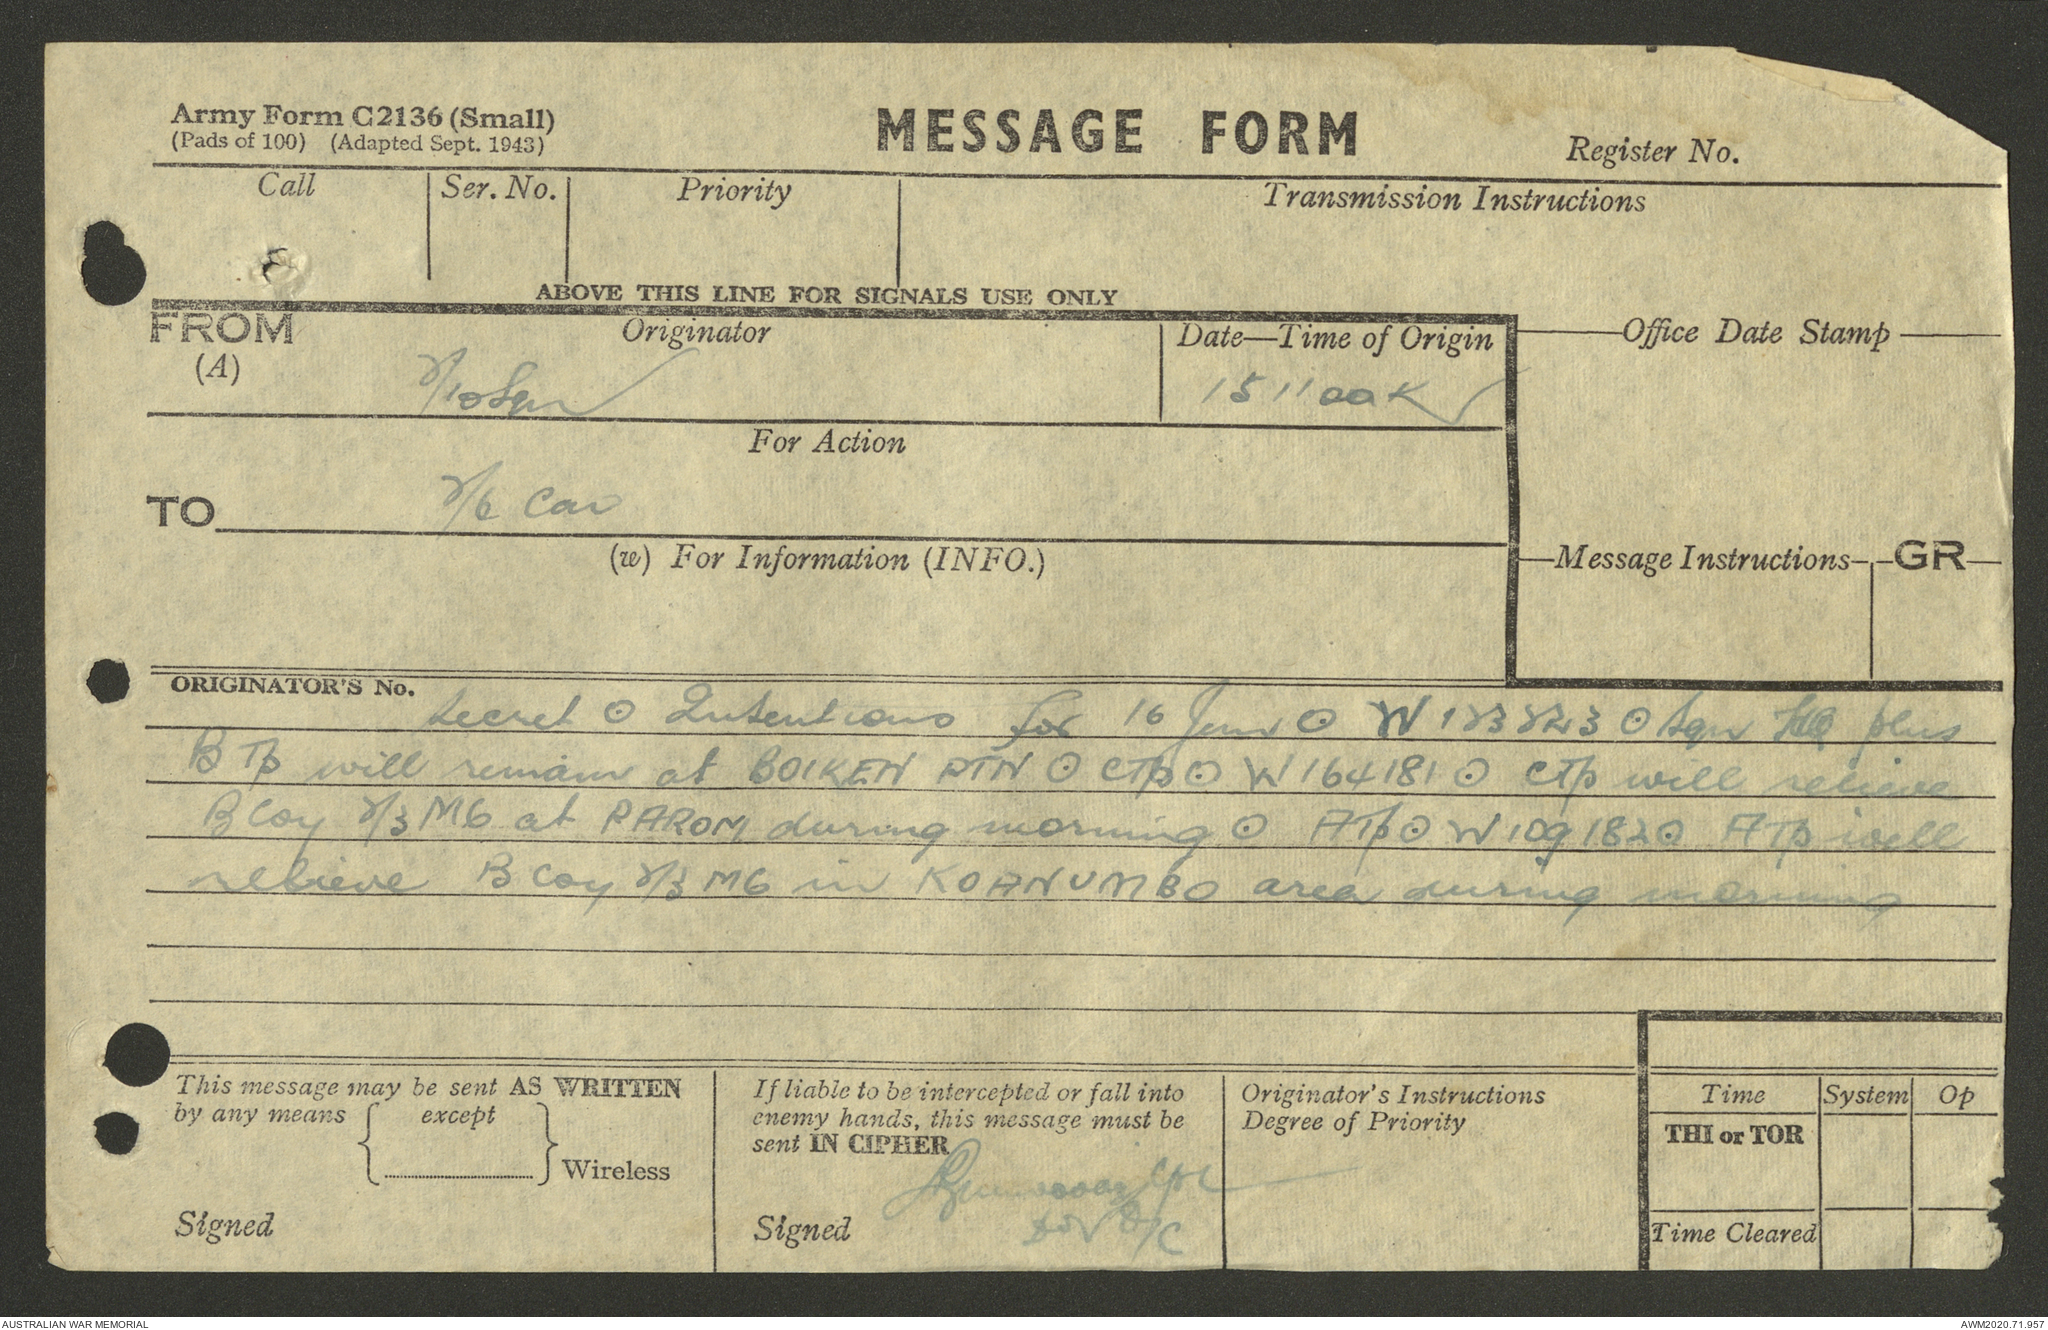 Army Form C2136 (Small)
(Pads of 100) (Adapted Sept. 1943)
MESSAGE FORM
Register No.
Call
Ser. No.
Priority
Transmission Instructions
ABOVE THIS LINE FOR SIGNALS USE ONLY
FROM
(A)
Originator
Date—Time of Origin
Office Date Stamp
2/10 Sqn
151100K
For Action
TO
2/6 Cav
(w) For Information (INFO.)
Message Instructions
GR
ORIGINATOR'S No.
Secret ⊙ Intentions for 16 Jun ⊙ Sqn HQ plus
B Tp will remain at BOIKEN PTN ⊙ C Tp ⊙ W164181 ⊙ C Tp will relieve
B Coy 2/3 MG at PAROM during morning ⊙ A Tp ⊙ W109182 ⊙ A Tp will
relieve B Coy 2/3 MG in KOANUMBO area during morning
This message may be sent AS WRITTEN
by any means
except
Wireless
Signed
If liable to be intercepted or fall into
enemy hands, this message must be
sent IN CIPHER
Signed
Originator's Instructions
Degree of Priority
Time
System
Op
THI or TOR
Time Cleared
AUSTRALIAN WAR MEMORIAL
AWM2020.71.957